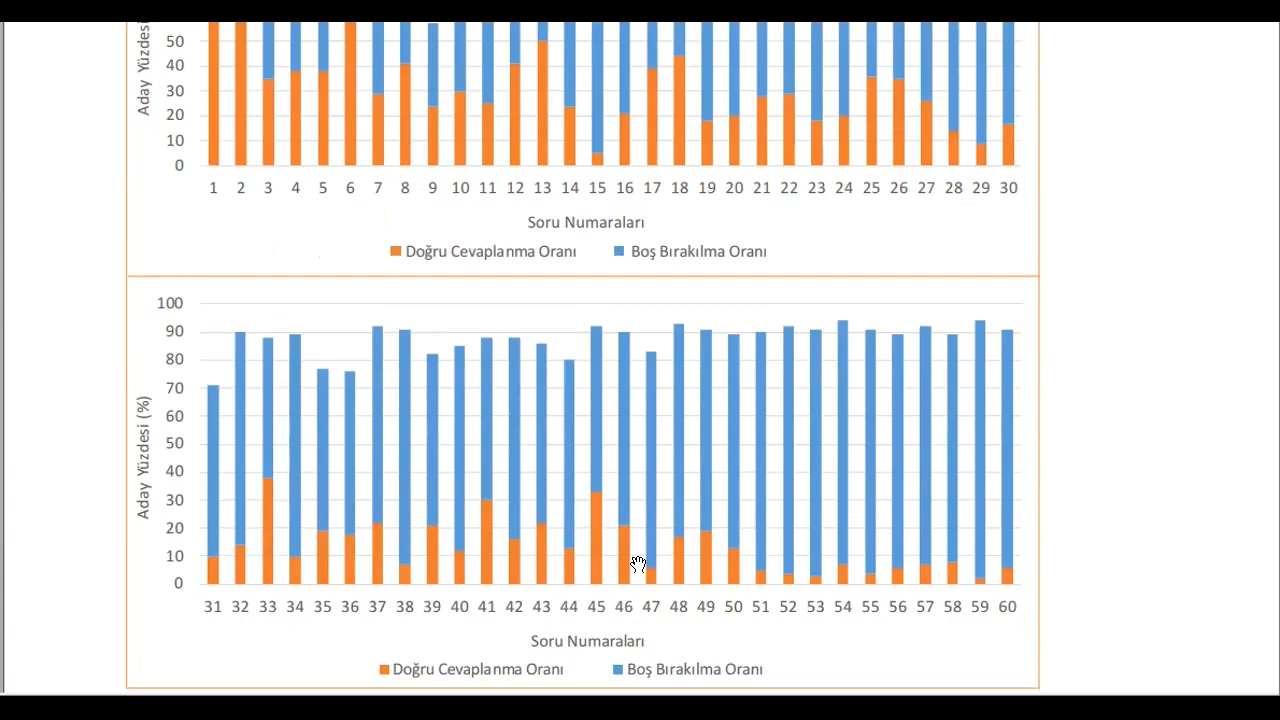 Aday Yüzdesi
50
40
30
20
10
0
1 2 3 4 5 6 7 8 9 10 11 12 13 14 15 16 17 18 19 20 21 22 23 24 25 26 27 28 29 30
Soru Numaraları
Doğru Cevaplanma Oranı Boş Bırakılma Oranı
Aday Yüzdesi (%)
100
90
80
70
60
50
40
30
20
10
0
31 32 33 34 35 36 37 38 39 40 41 42 43 44 45 46 47 48 49 50 51 52 53 54 55 56 57 58 59 60
Soru Numaraları
Doğru Cevaplanma Oranı Boş Bırakılma Oranı